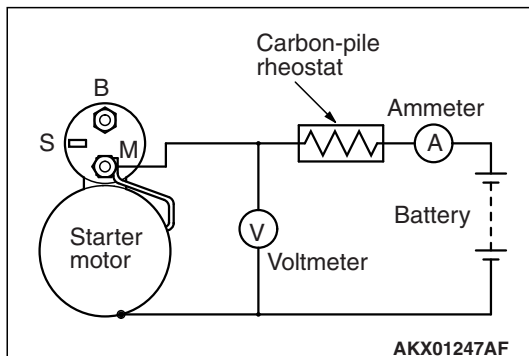 Carbon-pile
rheostat
B
Ammeter
S
M
A
Battery
Starter
motor
V
Voltmeter
AKX01247AF